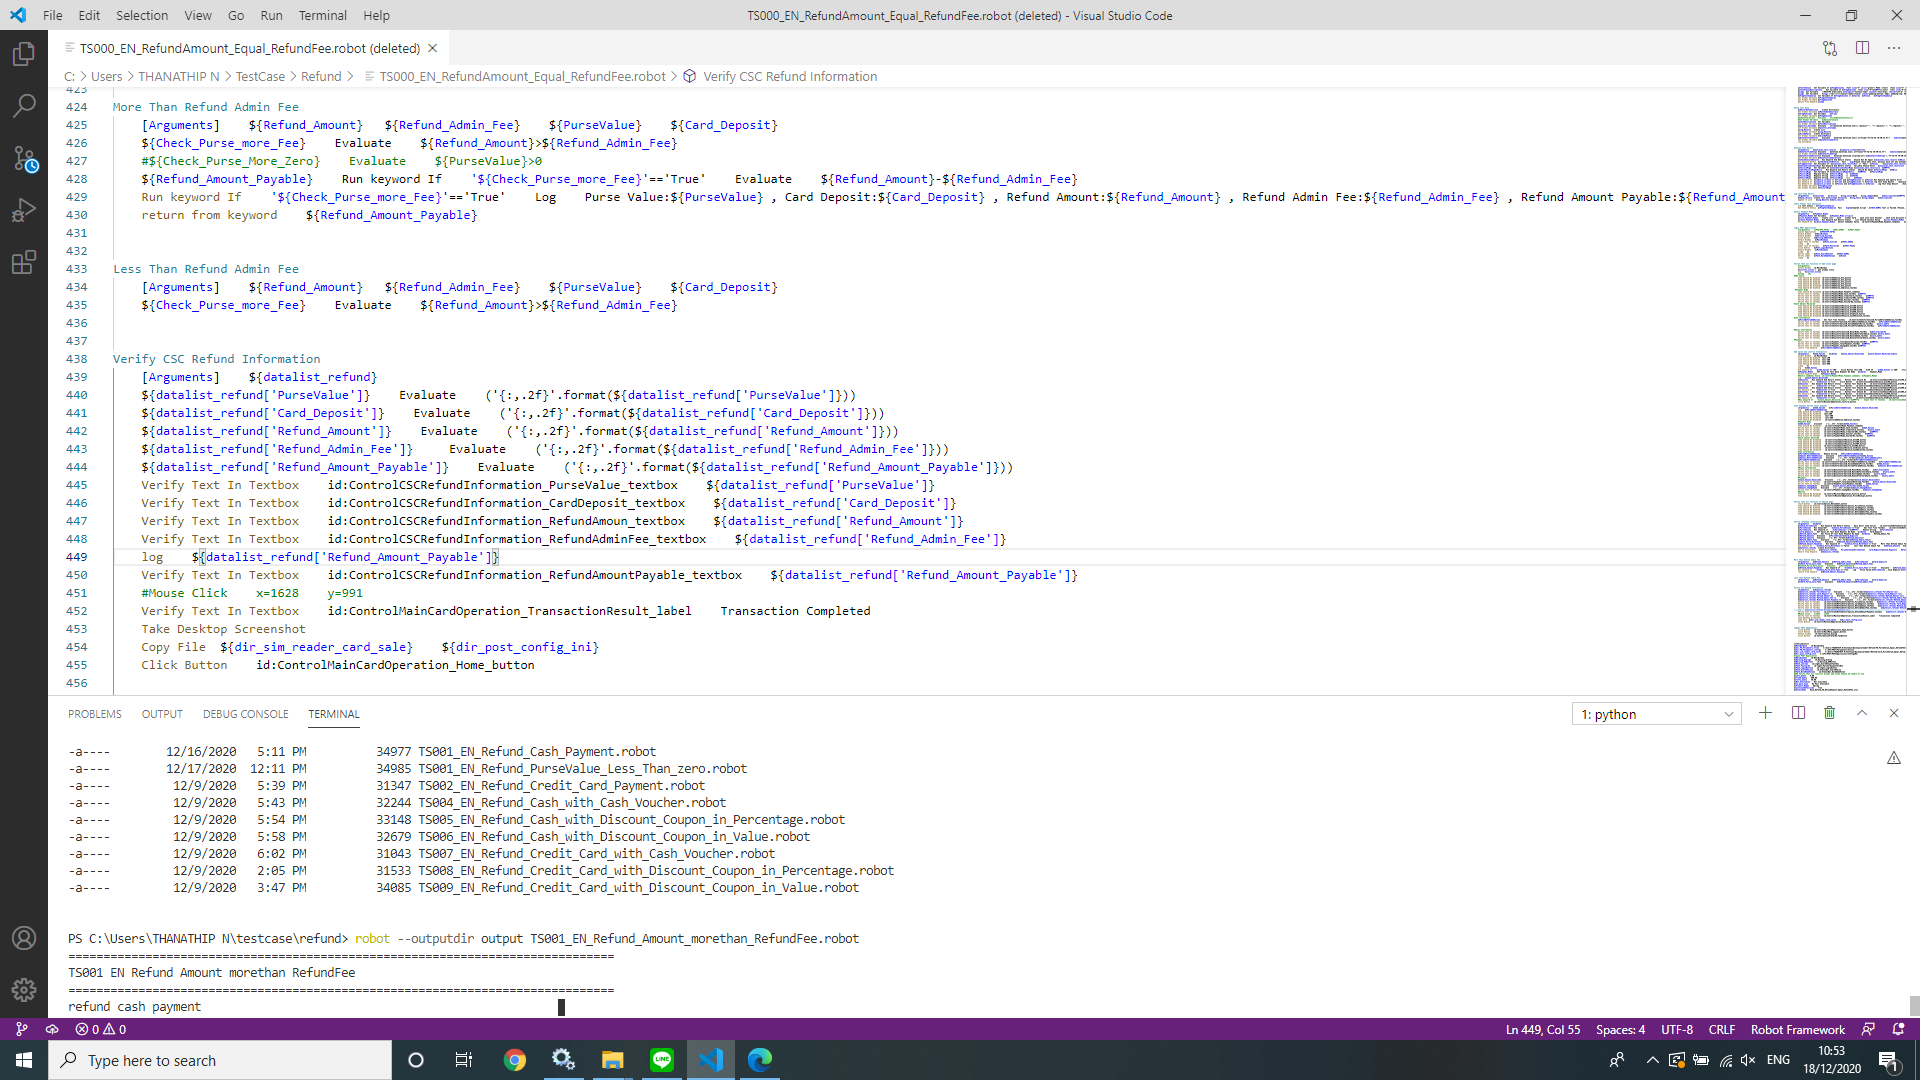 File Edit Selection View Go Run Terminal Help TS000_EN_RefundAmount_Equal_RefundFee.robot (deleted) - Visual Studio Code
TS000_EN_RefundAmount_Equal_RefundFee.robot (deleted)
C: > Users > THANATHIP N > TestCase > Refund > TS000_EN_RefundAmount_Equal_RefundFee.robot > Verify CSC Refund Information
423
424 More Than Refund Admin Fee
425 [Arguments] ${Refund_Amount} ${Refund_Admin_Fee} ${PurseValue} ${Card_Deposit}
426 ${Check_Purse_more_Fee} Evaluate ${Refund_Amount}>${Refund_Admin_Fee}
427 #${Check_Purse_More_Zero} Evaluate ${PurseValue}>0
428 ${Refund_Amount_Payable} Run keyword If '${Check_Purse_more_Fee}'=='True' Evaluate ${Refund_Amount}-${Refund_Admin_Fee}
429 Run keyword If '${Check_Purse_more_Fee}'=='True' Log Purse Value:${PurseValue} , Card Deposit:${Card_Deposit} , Refund Amount:${Refund_Amount} , Refund Admin Fee:${Refund_Admin_Fee} , Refund Amount Payable:${Refund_Amount
430 return from keyword ${Refund_Amount_Payable}
431
432
433 Less Than Refund Admin Fee
434 [Arguments] ${Refund_Amount} ${Refund_Admin_Fee} ${PurseValue} ${Card_Deposit}
435 ${Check_Purse_more_Fee} Evaluate ${Refund_Amount}>${Refund_Admin_Fee}
436
437
438 Verify CSC Refund Information
439 [Arguments] ${datalist_refund}
440 ${datalist_refund['PurseValue']} Evaluate ('{:,.2f}'.format(${datalist_refund['PurseValue']}))
441 ${datalist_refund['Card_Deposit']} Evaluate ('{:,.2f}'.format(${datalist_refund['Card_Deposit']}))
442 ${datalist_refund['Refund_Amount']} Evaluate ('{:,.2f}'.format(${datalist_refund['Refund_Amount']}))
443 ${datalist_refund['Refund_Admin_Fee']} Evaluate ('{:,.2f}'.format(${datalist_refund['Refund_Admin_Fee']}))
444 ${datalist_refund['Refund_Amount_Payable']} Evaluate ('{:,.2f}'.format(${datalist_refund['Refund_Amount_Payable']}))
445 Verify Text In Textbox id:ControlCSCRefundInformation_PurseValue_textbox ${datalist_refund['PurseValue']}
446 Verify Text In Textbox id:ControlCSCRefundInformation_CardDeposit_textbox ${datalist_refund['Card_Deposit']}
447 Verify Text In Textbox id:ControlCSCRefundInformation_RefundAmoun_textbox ${datalist_refund['Refund_Amount']}
448 Verify Text In Textbox id:ControlCSCRefundInformation_RefundAdminFee_textbox ${datalist_refund['Refund_Admin_Fee']}
449 log ${datalist_refund['Refund_Amount_Payable']}
450 Verify Text In Textbox id:ControlCSCRefundInformation_RefundAmountPayable_textbox ${datalist_refund['Refund_Amount_Payable']}
451 #Mouse Click x=1628 y=991
452 Verify Text In Textbox id:ControlMainCardOperation_TransactionResult_label Transaction Completed
453 Take Desktop Screenshot
454 Copy File ${dir_sim_reader_card_sale} ${dir_post_config_ini}
455 Click Button id:ControlMainCardOperation_Home_button
456
PROBLEMS OUTPUT DEBUG CONSOLE TERMINAL 1: python
-a---- 12/16/2020 5:11 PM 34977 TS001_EN_Refund_Cash_Payment.robot
-a---- 12/17/2020 12:11 PM 34985 TS001_EN_Refund_PurseValue_Less_Than_zero.robot
-a---- 12/9/2020 5:39 PM 31347 TS002_EN_Refund_Credit_Card_Payment.robot
-a---- 12/9/2020 5:43 PM 32244 TS004_EN_Refund_Cash_with_Cash_Voucher.robot
-a---- 12/9/2020 5:54 PM 33148 TS005_EN_Refund_Cash_with_Discount_Coupon_in_Percentage.robot
-a---- 12/9/2020 5:58 PM 32679 TS006_EN_Refund_Cash_with_Discount_Coupon_in_Value.robot
-a---- 12/9/2020 6:02 PM 31043 TS007_EN_Refund_Credit_Card_with_Cash_Voucher.robot
-a---- 12/9/2020 2:05 PM 31533 TS008_EN_Refund_Credit_Card_with_Discount_Coupon_in_Percentage.robot
-a---- 12/9/2020 3:47 PM 34085 TS009_EN_Refund_Credit_Card_with_Discount_Coupon_in_Value.robot
PS C:\Users\THANATHIP N\testcase\refund> robot --outputdir output TS001_EN_Refund_Amount_morethan_RefundFee.robot
==============================================================================
TS001 EN Refund Amount morethan RefundFee
==============================================================================
refund cash payment
0 0 Ln 449, Col 55 Spaces: 4 UTF-8 CRLF Robot Framework
Type here to search ENG 10:53
18/12/2020 1